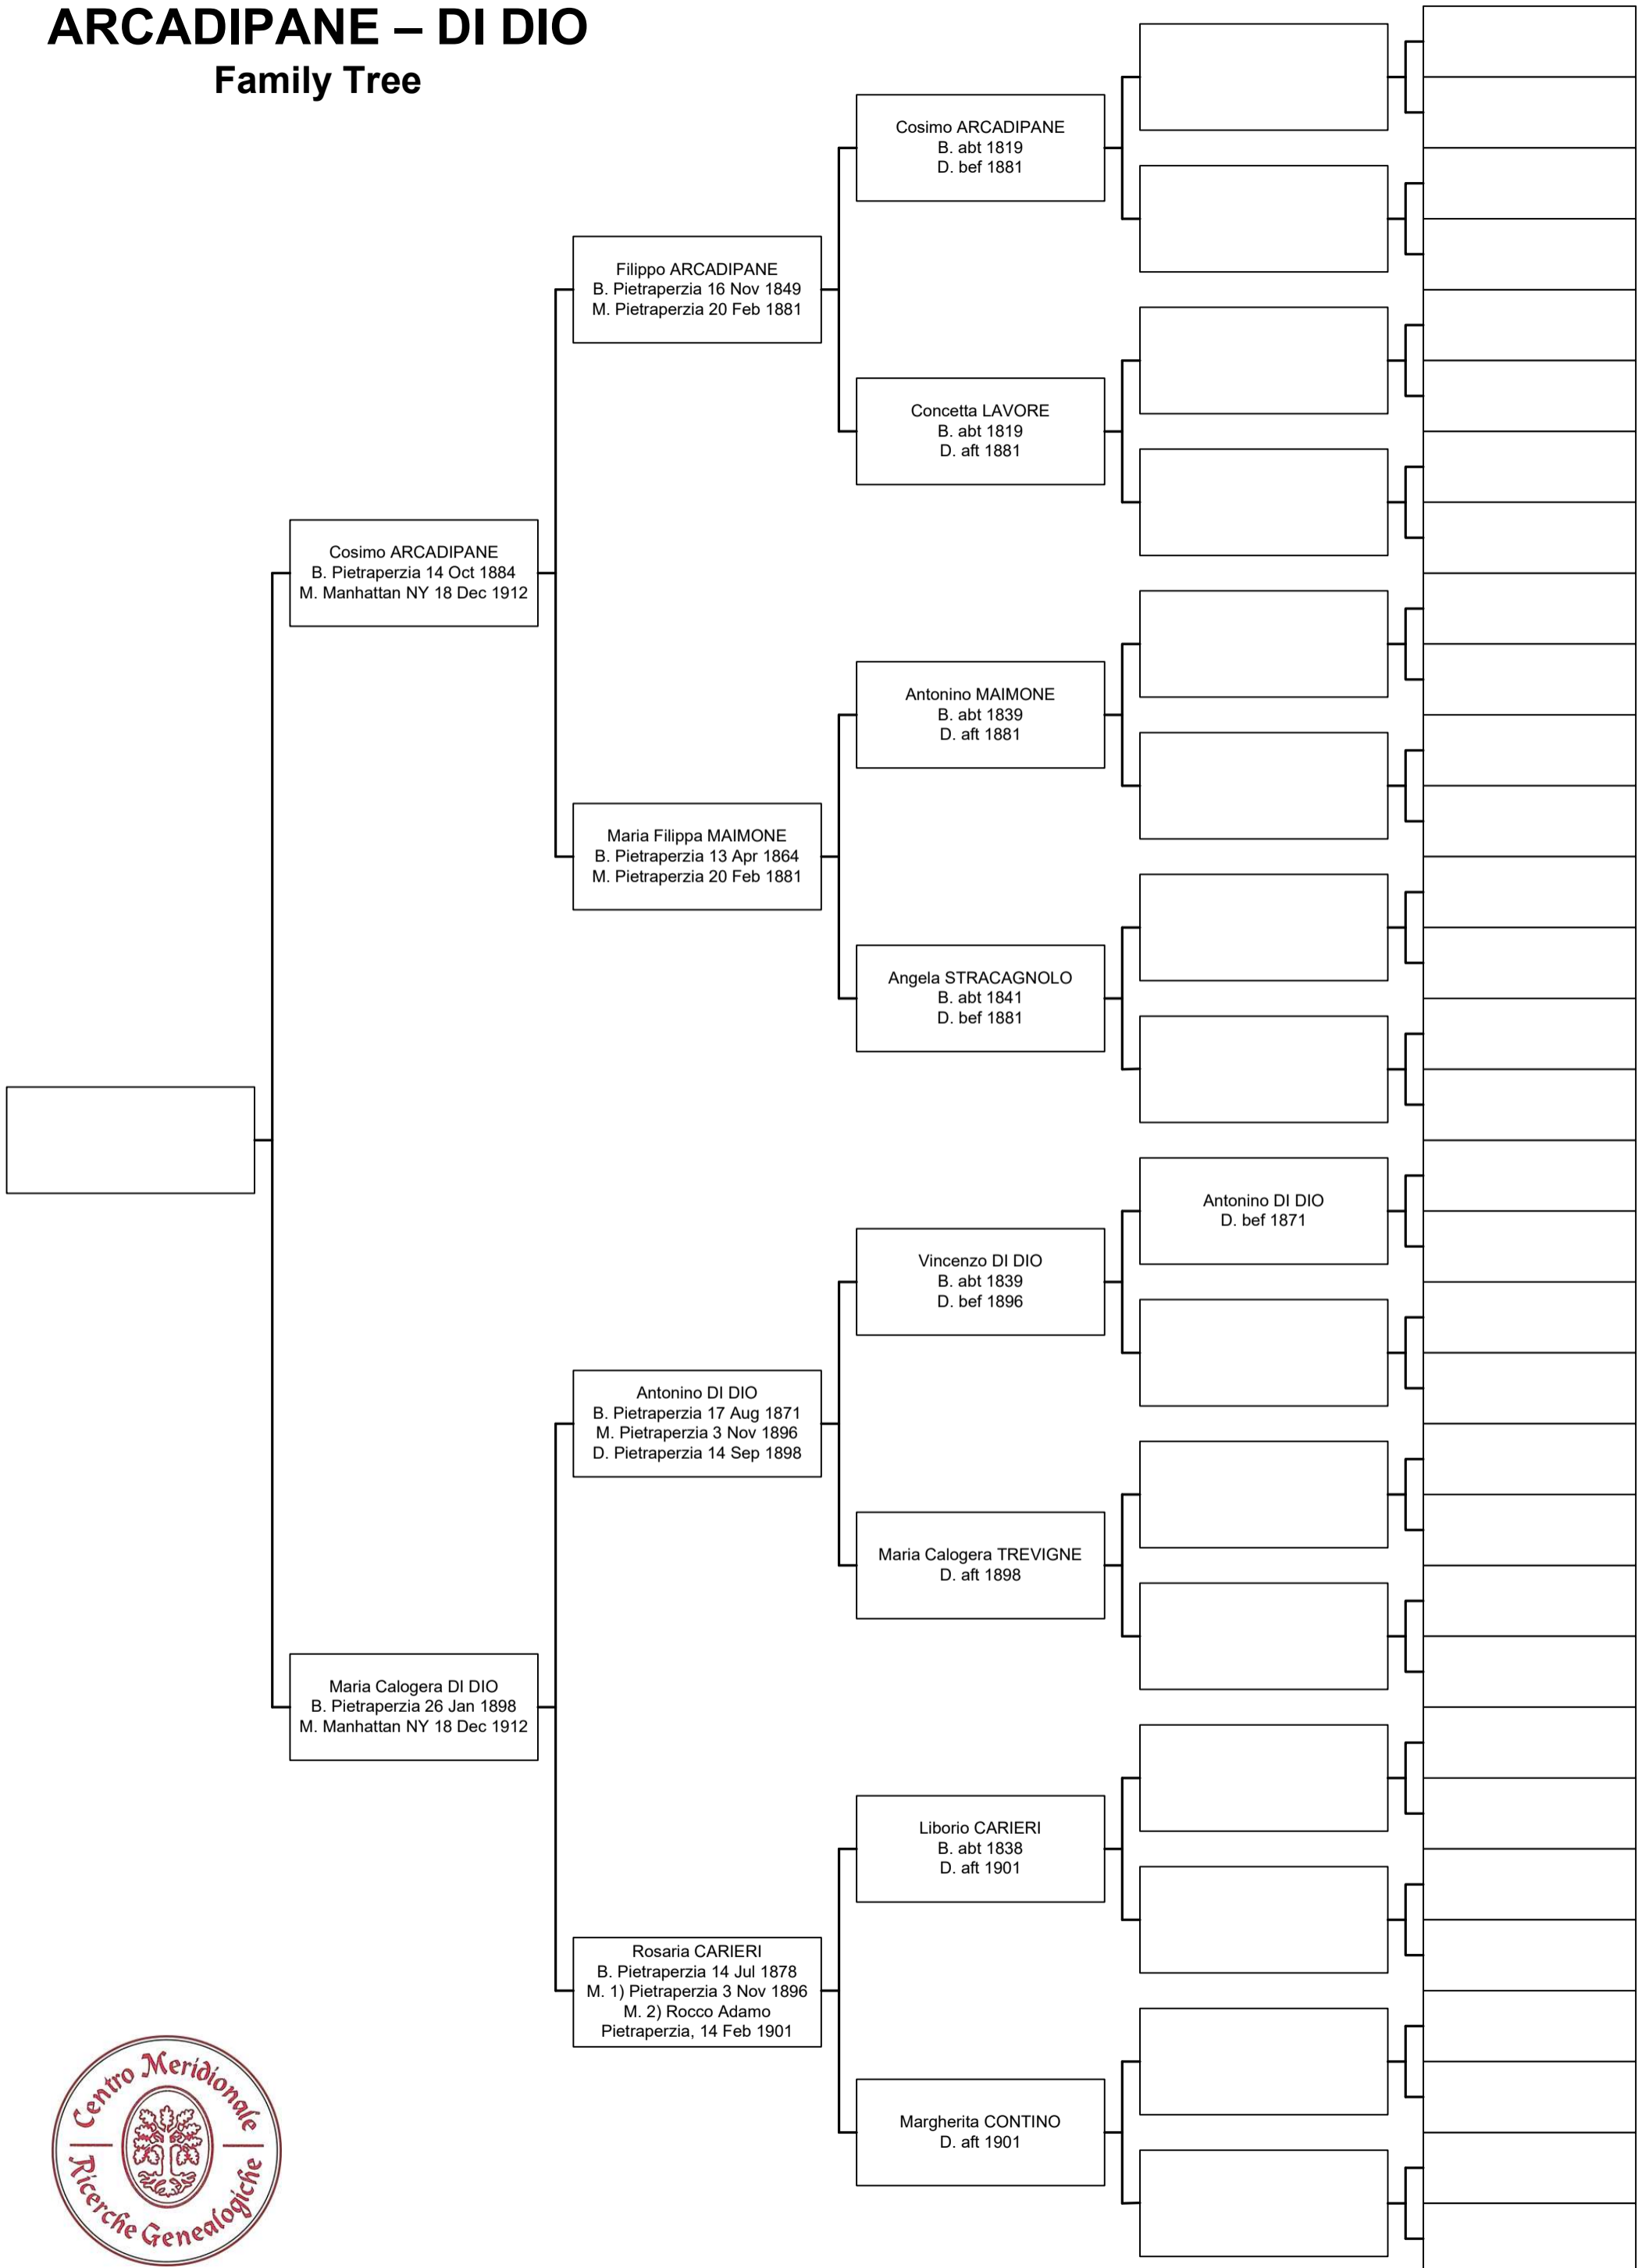 ARCADIPANE – DI DIO
Family Tree
Cosimo ARCADIPANE
B. abt 1819
D. bef 1881
Filippo ARCADIPANE
B. Pietraperzia 16 Nov 1849
M. Pietraperzia 20 Feb 1881
Concetta LAVORE
B. abt 1819
D. aft 1881
Cosimo ARCADIPANE
B. Pietraperzia 14 Oct 1884
M. Manhattan NY 18 Dec 1912
Antonino MAIMONE
B. abt 1839
D. aft 1881
Maria Filippa MAIMONE
B. Pietraperzia 13 Apr 1864
M. Pietraperzia 20 Feb 1881
Angela STRACAGNOLO
B. abt 1841
D. bef 1881
Antonino DI DIO
D. bef 1871
Vincenzo DI DIO
B. abt 1839
D. bef 1896
Antonino DI DIO
B. Pietraperzia 17 Aug 1871
M. Pietraperzia 3 Nov 1896
D. Pietraperzia 14 Sep 1898
Maria Calogera TREVIGNE
D. aft 1898
Maria Calogera DI DIO
B. Pietraperzia 26 Jan 1898
M. Manhattan NY 18 Dec 1912
Liborio CARIERI
B. abt 1838
D. aft 1901
Rosaria CARIERI
B. Pietraperzia 14 Jul 1878
M. 1) Pietraperzia 3 Nov 1896
M. 2) Rocco Adamo
Pietraperzia, 14 Feb 1901
Margherita CONTINO
D. aft 1901
Centro Meridionale
Ricerche Genealogiche